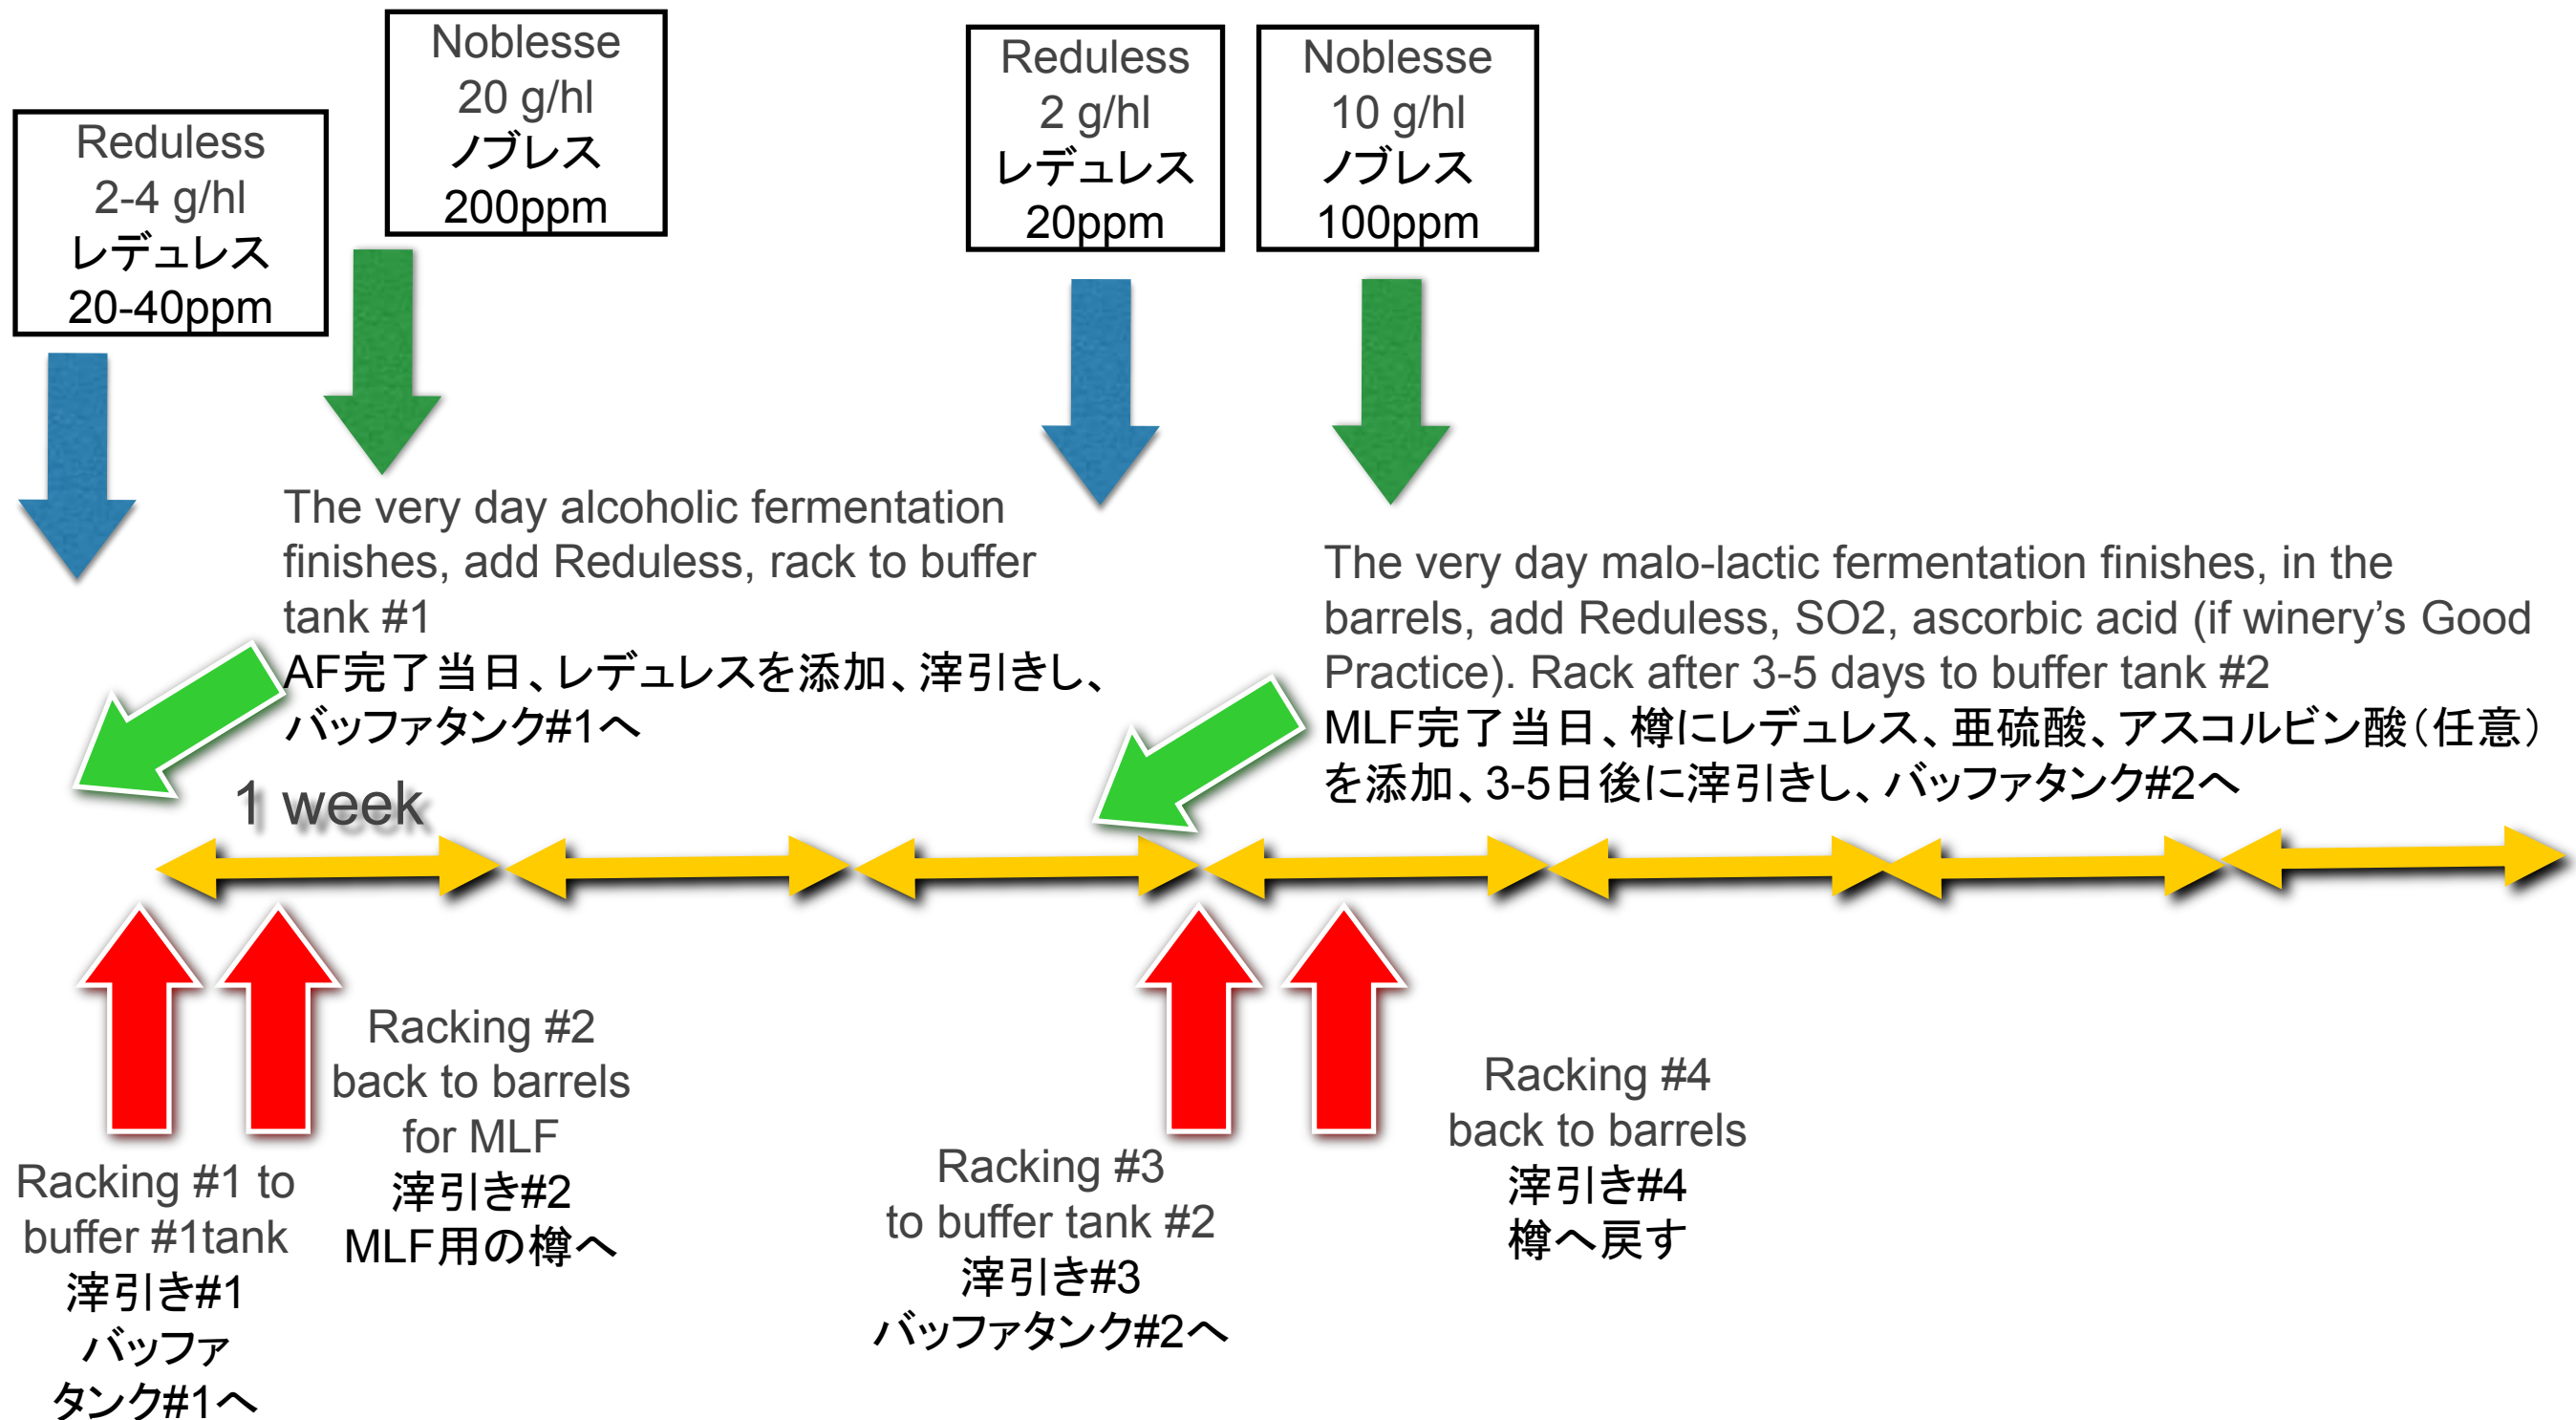 Noblesse
20 g/hl
ノブレス
200ppm
Reduless
2 g/hl
レデュレス
20ppm
Noblesse
10 g/hl
ノブレス
100ppm
Reduless
2-4 g/hl
レデュレス
20-40ppm
The very day alcoholic fermentation
finishes, add Reduless, rack to buffer
tank #1
AF完了当日、レデュレスを添加、滓引きし、
バッファタンク#1へ
The very day malo-lactic fermentation finishes, in the
barrels, add Reduless, SO2, ascorbic acid (if winery's Good
Practice). Rack after 3-5 days to buffer tank #2
MLF完了当日、樽にレデュレス、亜硫酸、アスコルビン酸（任意）
を添加、3-5日後に滓引きし、バッファタンク#2へ
1 week
Racking #1 to
buffer #1tank
滓引き#1
バッファ
タンク#1へ
Racking #2
back to barrels
for MLF
滓引き#2
MLF用の樽へ
Racking #3
to buffer tank #2
滓引き#3
バッファタンク#2へ
Racking #4
back to barrels
滓引き#4
樽へ戻す